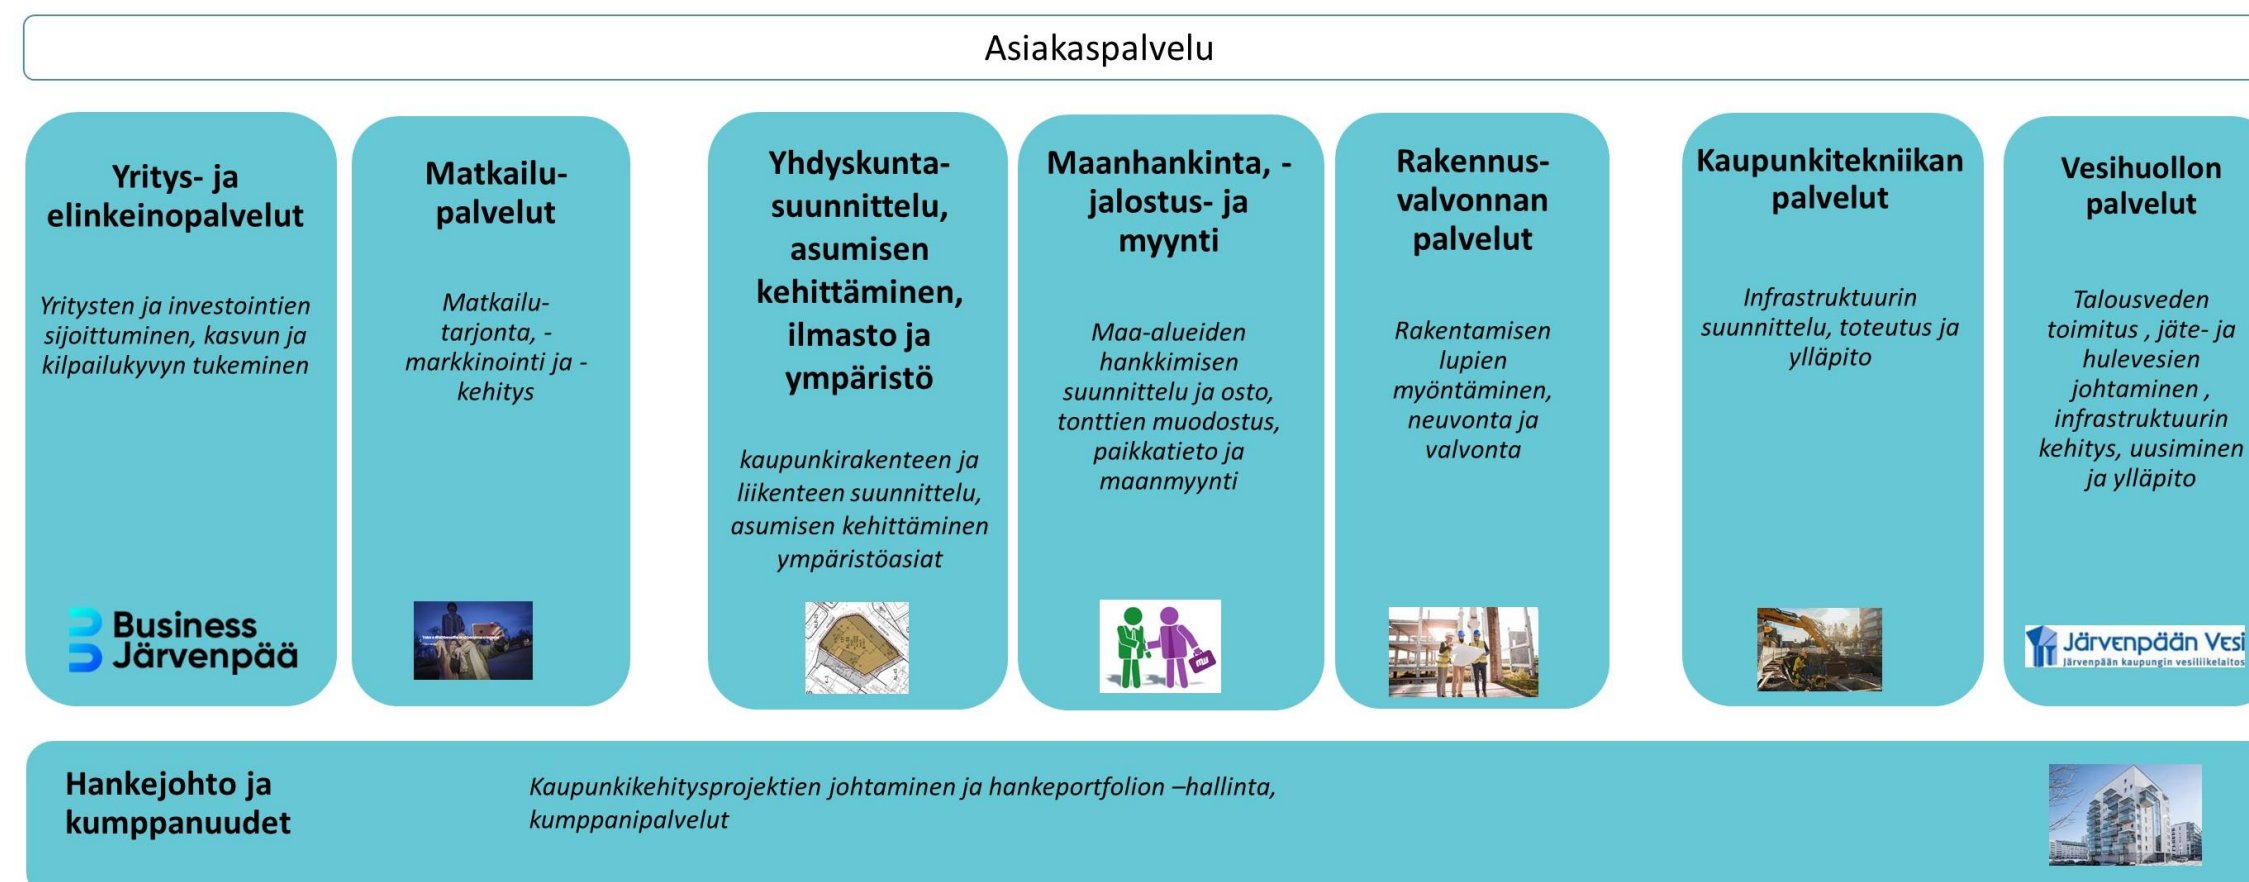 Asiakaspalvelu
Yritys- ja
elinkeinopalvelut
Yritysten ja investointien
sijoittuminen, kasvun ja
kilpailukyvyn tukeminen
Business
Järvenpää
Matkailu-
palvelut
Matkailu-
tarjonta, -
markkinointi ja -
kehitys
Yhdyskunta-
suunnittelu,
asumisen
kehittäminen,
ilmasto ja
ympäristö
kaupunkirakenteen ja
liikenteen suunnittelu,
asumisen kehittäminen
ympäristöasiat
Maanhankinta, -
jalostus- ja
myynti
Maa-alueiden
hankkimisen
suunnittelu ja osto,
tonttien muodostus,
paikkatieto ja
maanmyynti
Rakennus-
valvonnan
palvelut
Rakentamisen
lupien
myöntäminen,
neuvonta ja
valvonta
Kaupunkitekniikan
palvelut
Infrastruktuurin
suunnittelu, toteutus ja
ylläpito
Vesihuollon
palvelut
Talousveden
toimitus , jäte- ja
hulevesien
johtaminen ,
infrastruktuurin
kehitys, uusiminen
ja ylläpito
Järvenpään Vesi
Järvenpään kaupungin vesiliikelaitos
Hankejohto ja
kumppanuudet
Kaupunkikehitysprojektien johtaminen ja hankeportfolion –hallinta,
kumppanipalvelut